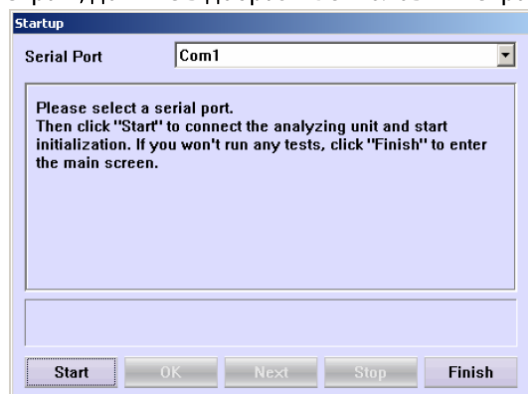 Startup
Serial Port
Com1
Please select a serial port.
Then click "Start" to connect the analyzing unit and start
initialization. If you won't run any tests, click "Finish" to enter
the main screen.
Start
OK
Next
Stop
Finish